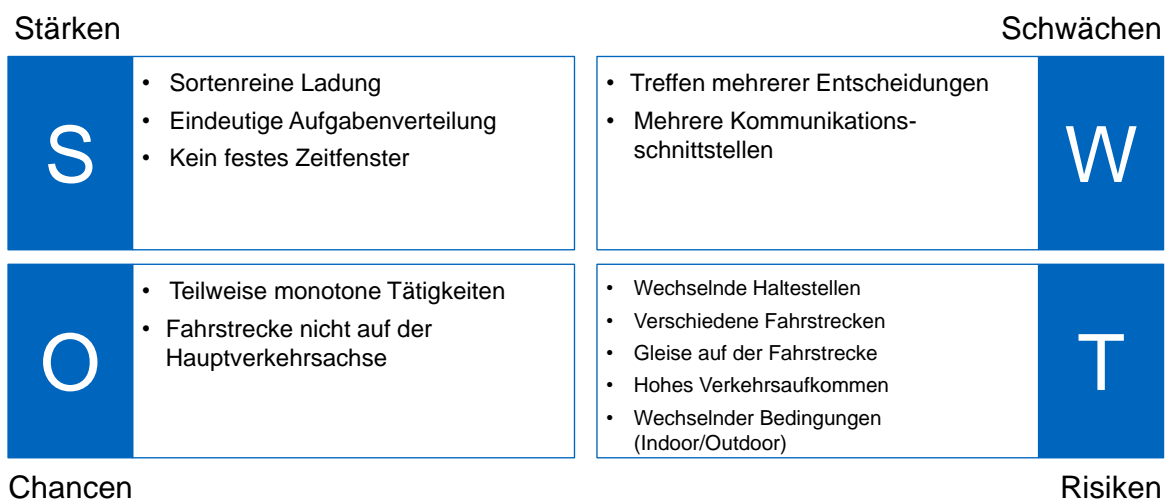 Stärken
Schwächen
S
• Sortenreine Ladung
• Eindeutige Aufgabenverteilung
• Kein festes Zeitfenster
• Treffen mehrerer Entscheidungen
• Mehrere Kommunikations-
schnittstellen
W
O
• Teilweise monotone Tätigkeiten
• Fahrstrecke nicht auf der
Hauptverkehrsachse
• Wechselnde Haltestellen
• Verschiedene Fahrstrecken
• Gleise auf der Fahrstrecke
• Hohes Verkehrsaufkommen
• Wechselnder Bedingungen
(Indoor/Outdoor)
T
Chancen
Risiken